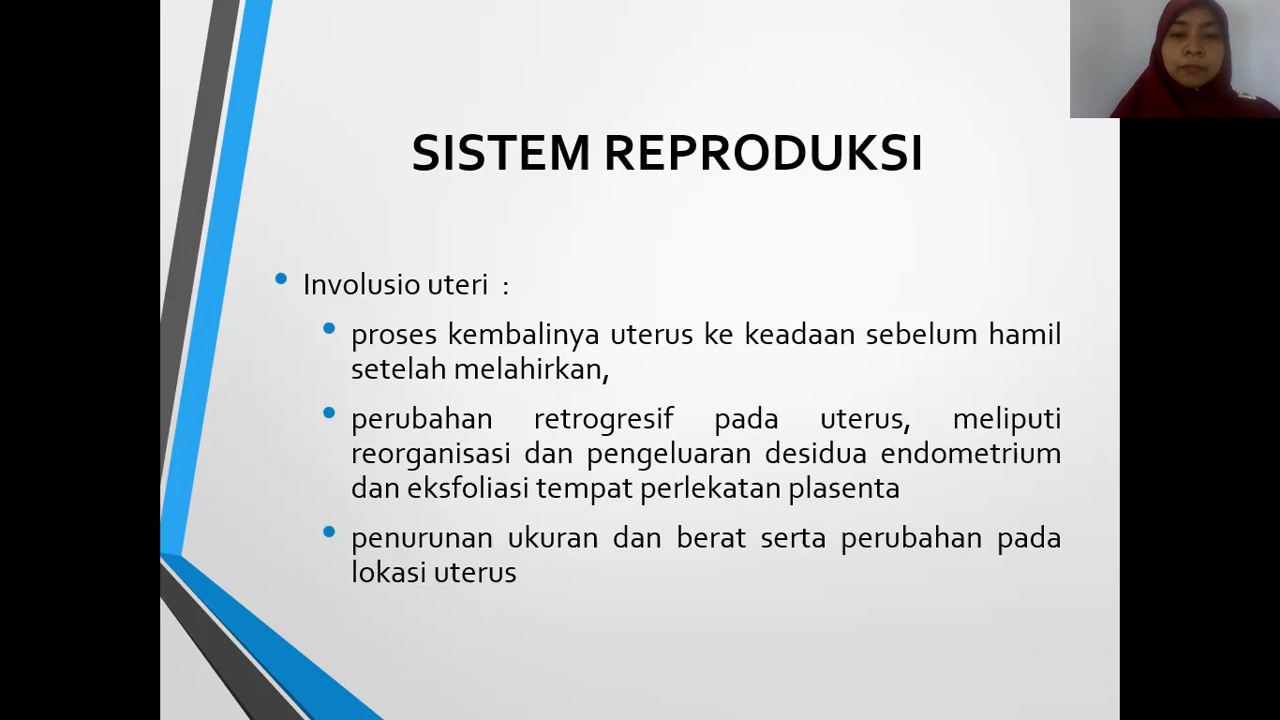 SISTEM REPRODUKSI
Involusio uteri :
proses kembalinya uterus ke keadaan sebelum hamil
setelah melahirkan,
perubahan retrogresif pada uterus, meliputi
reorganisasi dan pengeluaran desidua endometrium
dan eksfoliasi tempat perlekatan plasenta
penurunan ukuran dan berat serta perubahan pada
lokasi uterus